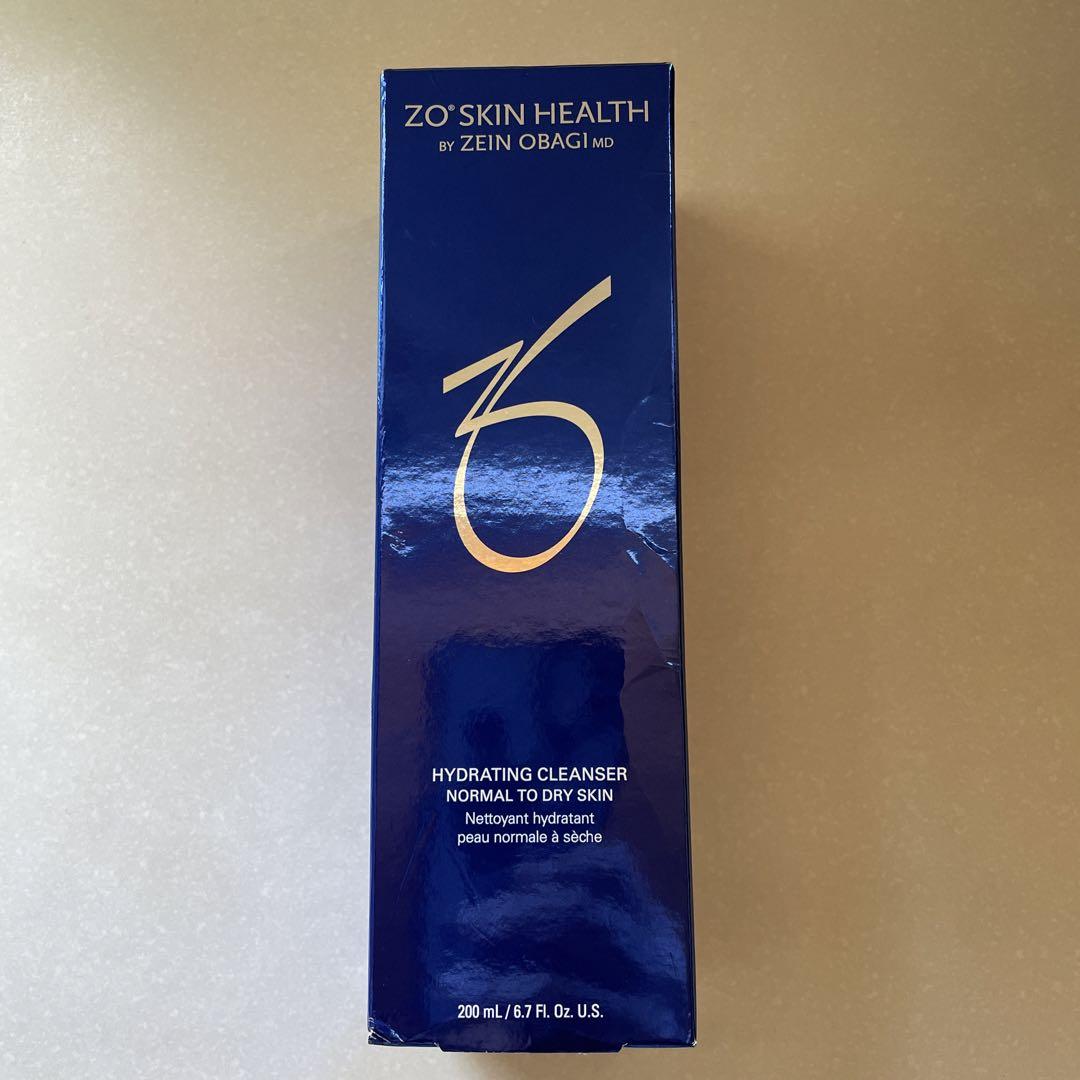 ZO® SKIN HEALTH
BY ZEIN OBAGI MD
HYDRATING CLEANSER
NORMAL TO DRY SKIN
Nettoyant hydratant
peau normale à sèche
200 mL / 6.7 Fl. Oz. U.S.